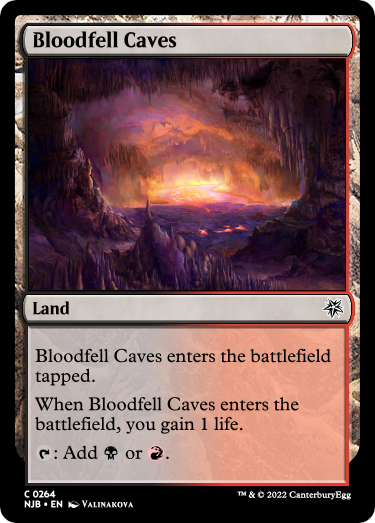 Bloodfell Caves
Land
Bloodfell Caves enters the battlefield
tapped.
When Bloodfell Caves enters the
battlefield, you gain 1 life.
: Add or .
C 0264
NJB • EN VALINAKOVA
™ & © 2022 CanterburyEgg